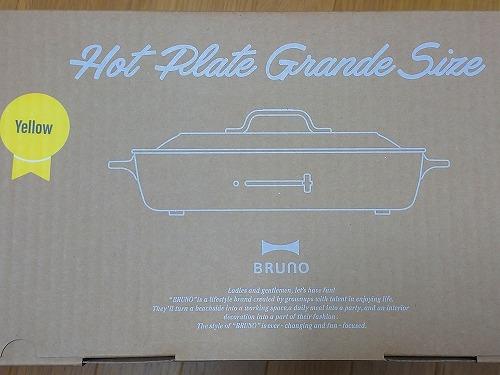 Hot Plate Grande Size
Yellow
BRUNO
Ladies and gentlemen, let's have fun!
"BRUNO" is a lifestyle brand created by grownups with talent in enjoying life.
They'll turn a beachside into a working space, a daily meal into a party, and an interior
decoration into a part of their fashion.
The style of "BRUNO" is ever - changing and fun - focused.